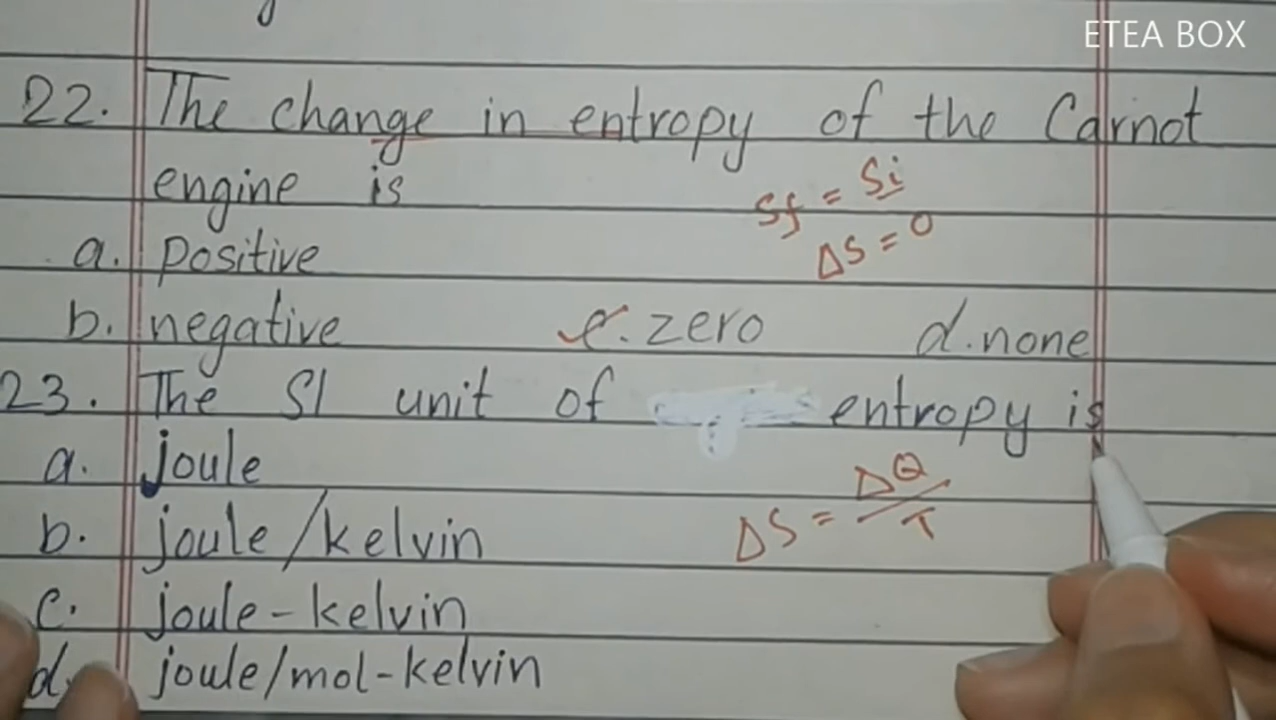 ETEA BOX
22. The change in entropy of the Carnot
engine is
Sf = Si
ΔS = 0
a. positive
b. negative c. zero d. none
23. The SI unit of entropy is
a. joule
ΔS = ΔQ/T
b. joule/kelvin
c. joule-kelvin
d. joule/mol-kelvin